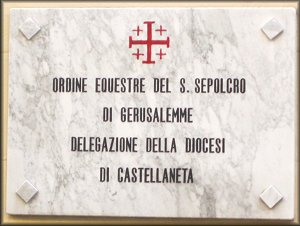 ORDINE EQUESTRE DEL S. SEPOLCRO
DI GERUSALEMME
DELEGAZIONE DELLA DIOCESI
DI CASTELLANETA